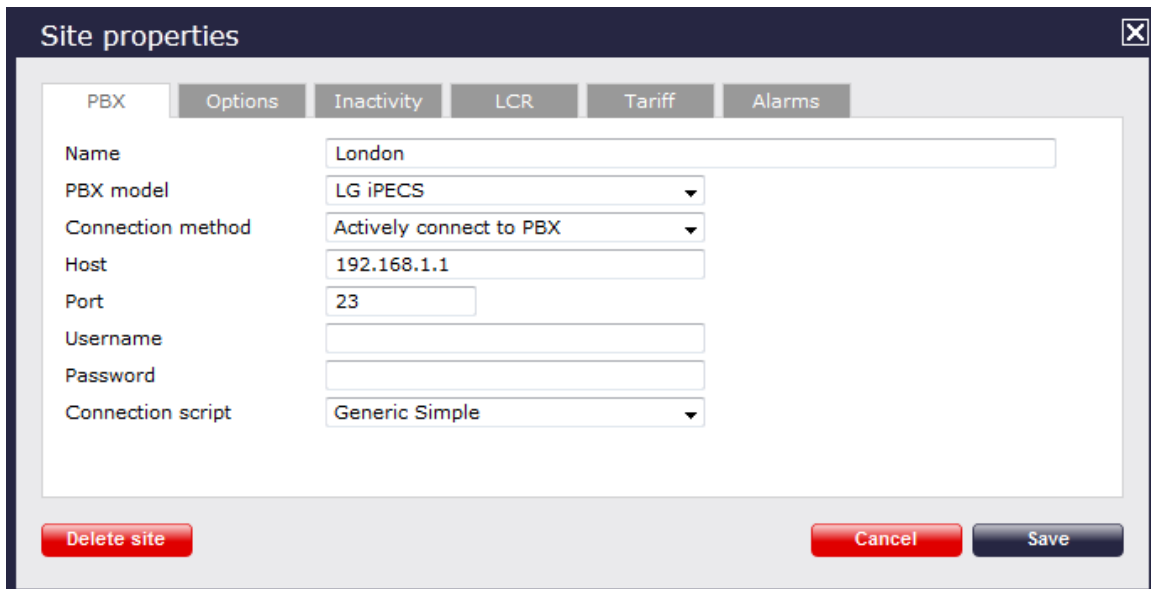 Site properties
PBX Options Inactivity LCR Tariff Alarms
Name London
PBX model LG iPECS
Connection method Actively connect to PBX
Host 192.168.1.1
Port 23
Username
Password
Connection script Generic Simple
Delete site Cancel Save